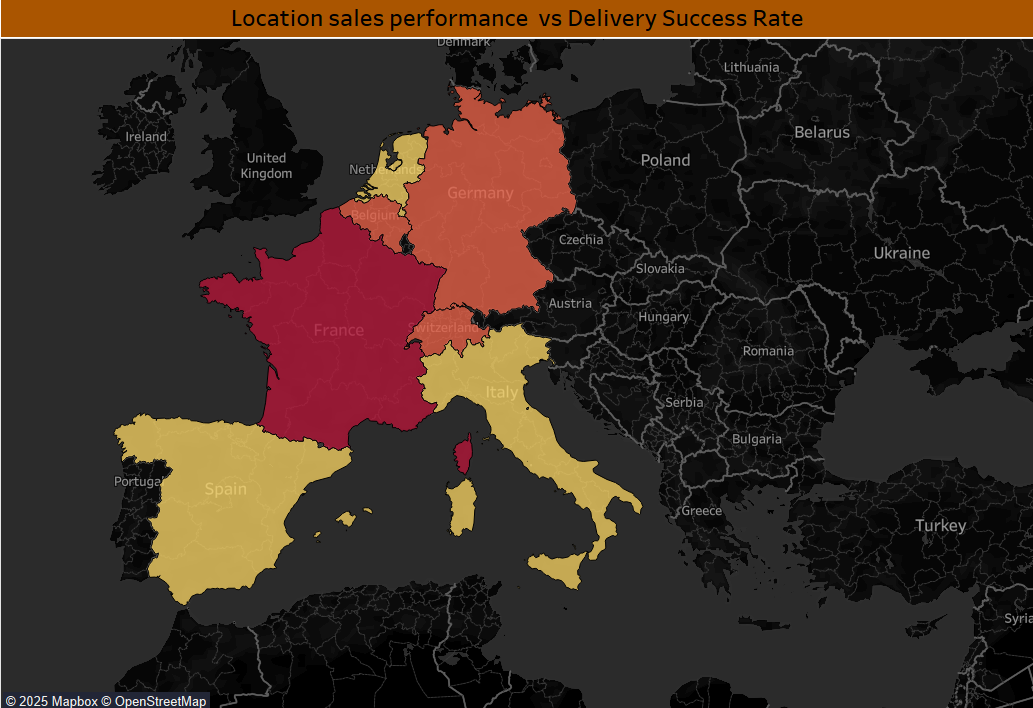 Location sales performance  vs Delivery Success Rate
Denmark
Lithuania
Ireland
Belarus
United
Kingdom
Poland
Netherlands
Germany
Belgium
Czechia
Ukraine
Slovakia
Austria
Hungary
France
Switzerland
Romania
Italy
Serbia
Bulgaria
Portugal
Spain
Greece
Turkey
Syria
© 2025 Mapbox © OpenStreetMap